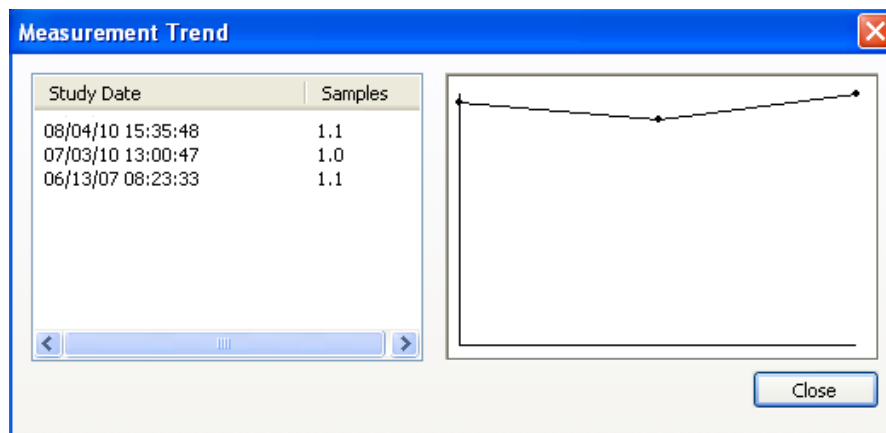 Measurement Trend
Study Date Samples
08/04/10 15:35:48 1.1
07/03/10 13:00:47 1.0
06/13/07 08:23:33 1.1
Close